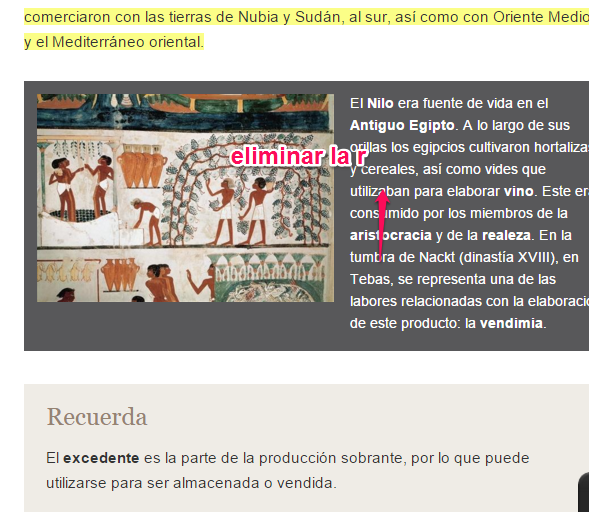 comerciaron con las tierras de Nubia y Sudán, al sur, así como con Oriente Medio
y el Mediterráneo oriental.
El Nilo era fuente de vida en el
Antiguo Egipto. A lo largo de sus
orillas los egipcios cultivaron hortaliza
y cereales, así como vides que
utilizaban para elaborar vino. Este era
consumido por los miembros de la
aristocracia y de la realeza. En la
tumbra de Nackt (dinastía XVIII), en
Tebas, se representa una de las
labores relacionadas con la elaboració
de este producto: la vendimia.
eliminar la r
Recuerda
El excedente es la parte de la producción sobrante, por lo que puede
utilizarse para ser almacenada o vendida.